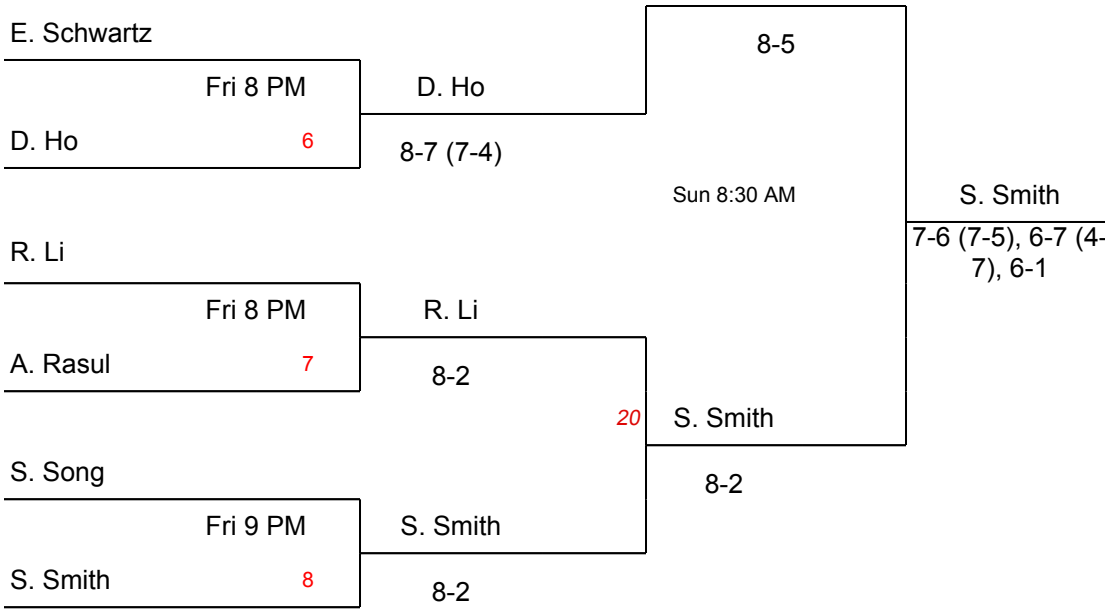 E. Schwartz
8-5
Fri 8 PM
D. Ho
D. Ho
6
8-7 (7-4)
Sun 8:30 AM
S. Smith
7-6 (7-5), 6-7 (4-
7), 6-1
R. Li
Fri 8 PM
R. Li
A. Rasul
7
8-2
20
S. Smith
S. Song
8-2
Fri 9 PM
S. Smith
S. Smith
8
8-2